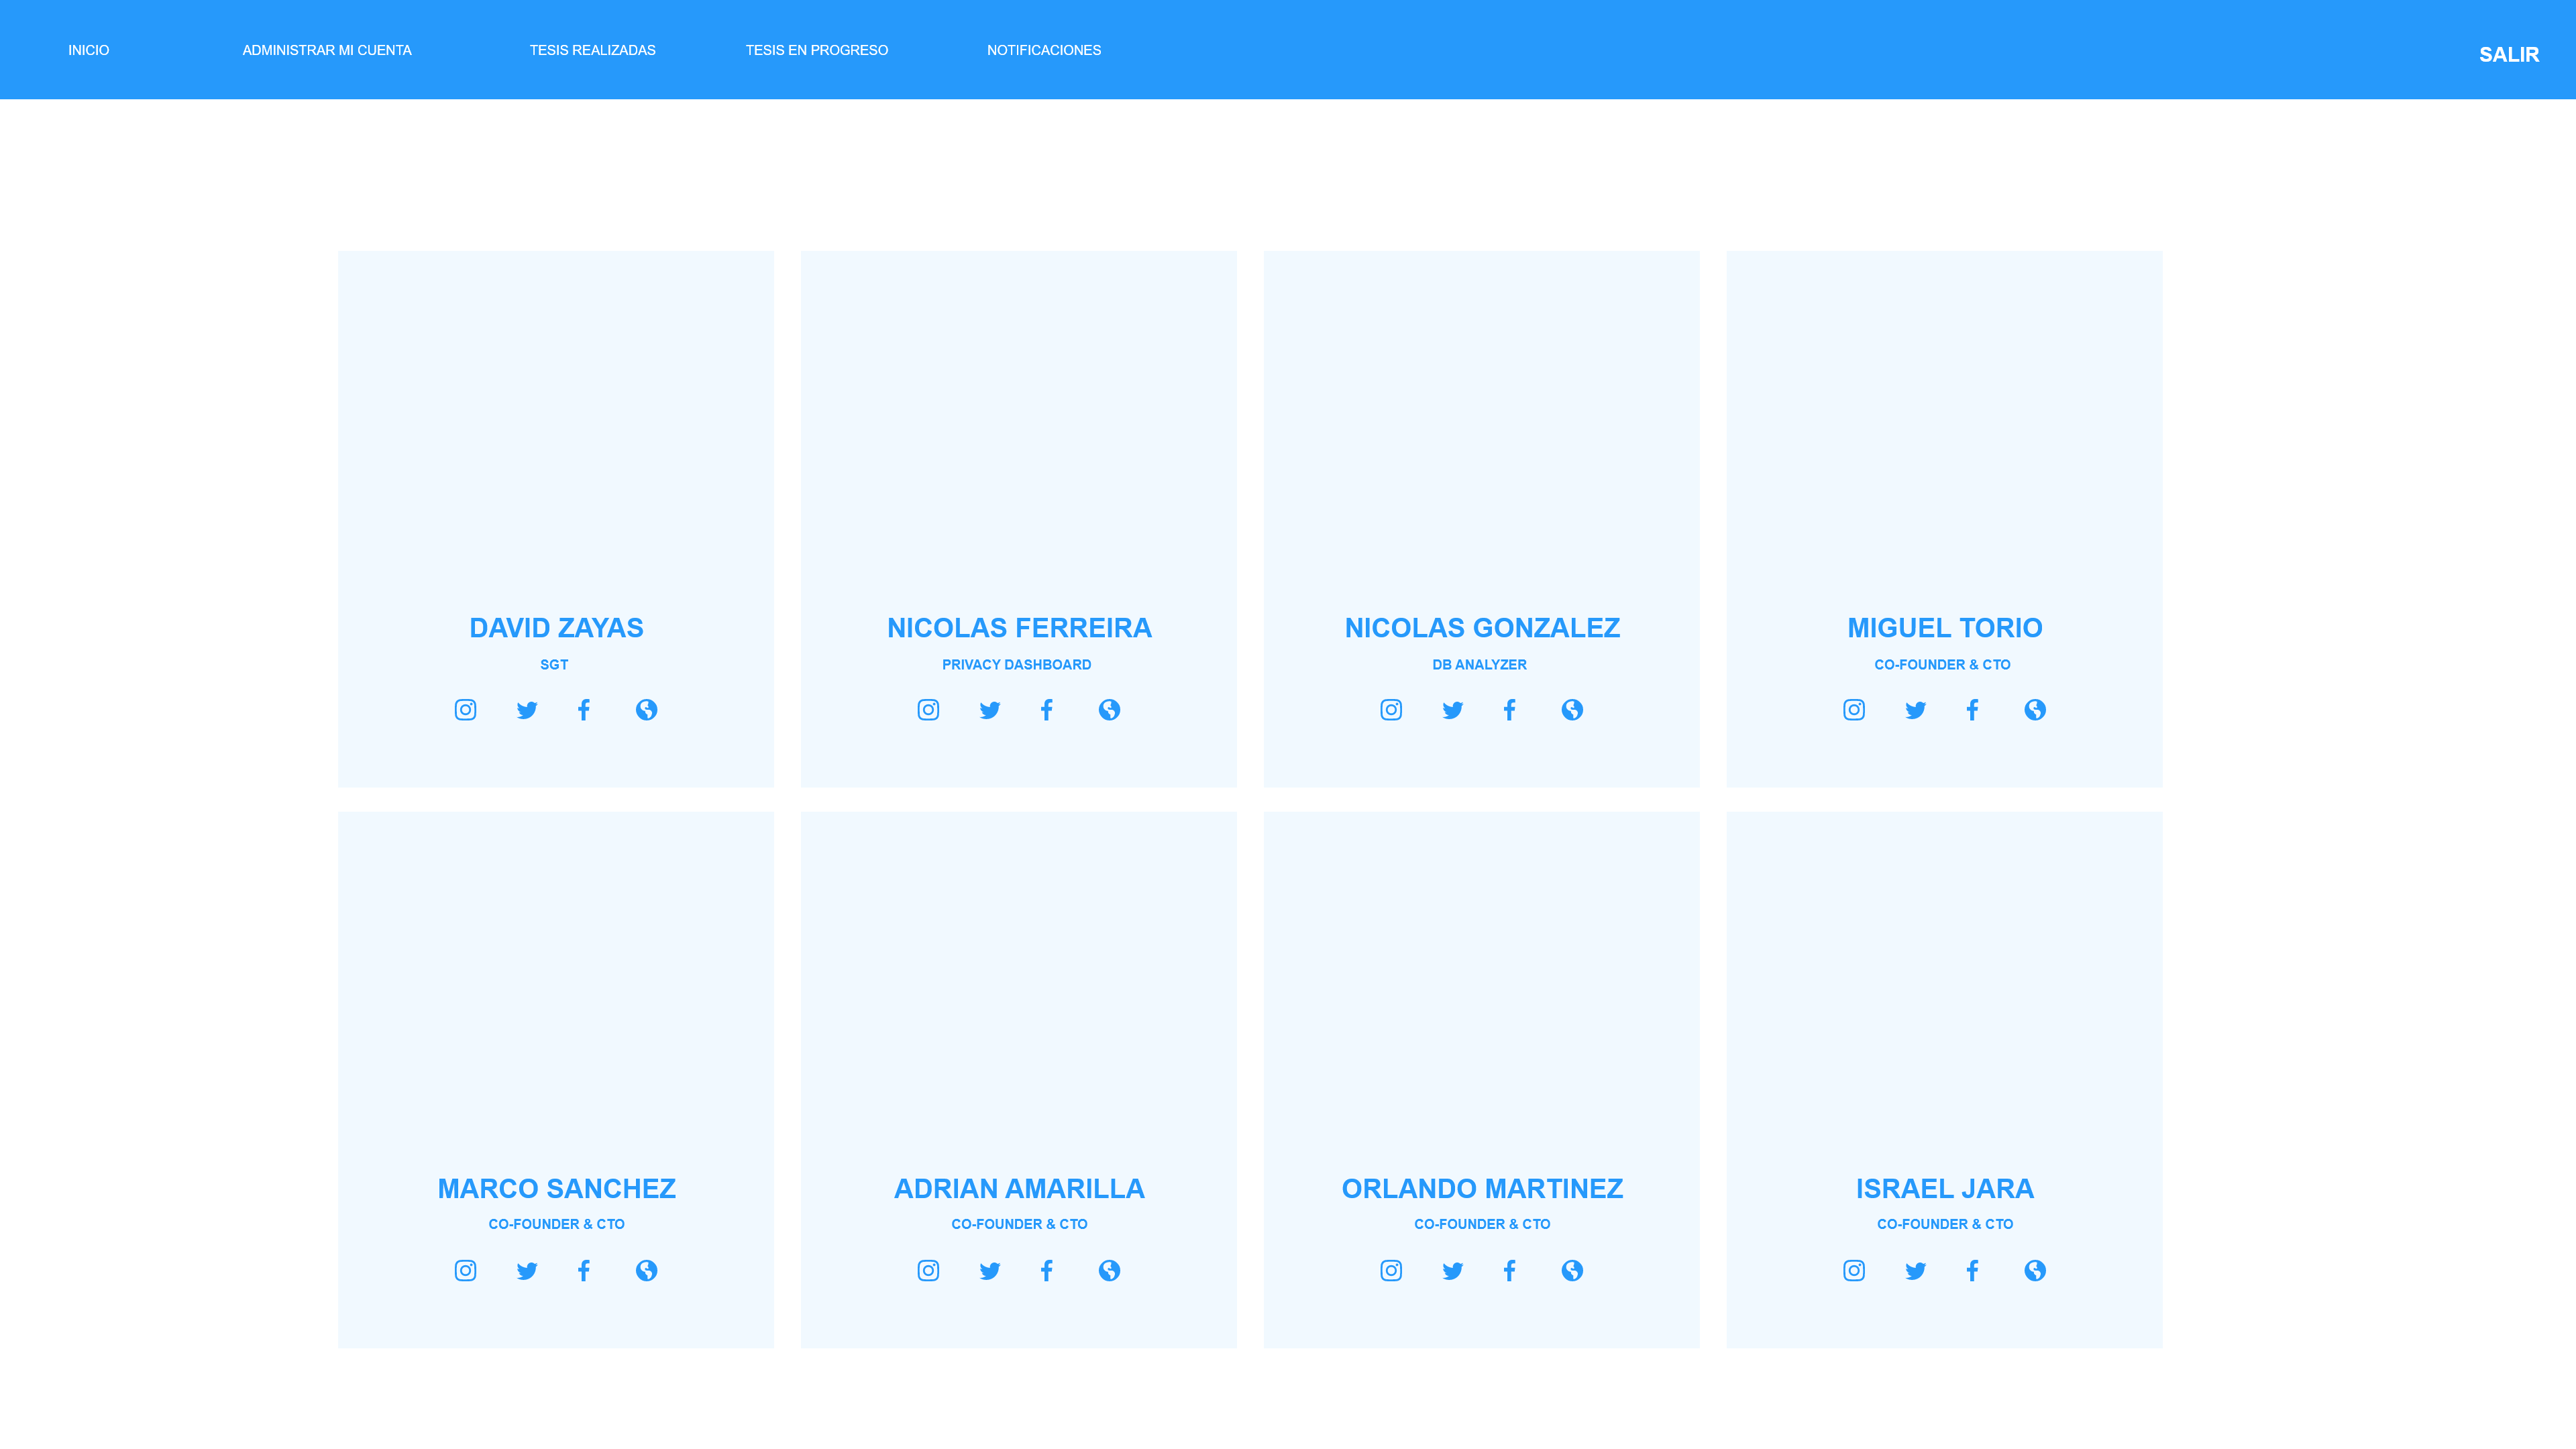 INICIO
ADMINISTRAR MI CUENTA
TESIS REALIZADAS
TESIS EN PROGRESO
NOTIFICACIONES
SALIR
DAVID ZAYAS
SGT
NICOLAS FERREIRA
PRIVACY DASHBOARD
NICOLAS GONZALEZ
DB ANALYZER
MIGUEL TORIO
CO-FOUNDER & CTO
MARCO SANCHEZ
CO-FOUNDER & CTO
ADRIAN AMARILLA
CO-FOUNDER & CTO
ORLANDO MARTINEZ
CO-FOUNDER & CTO
ISRAEL JARA
CO-FOUNDER & CTO